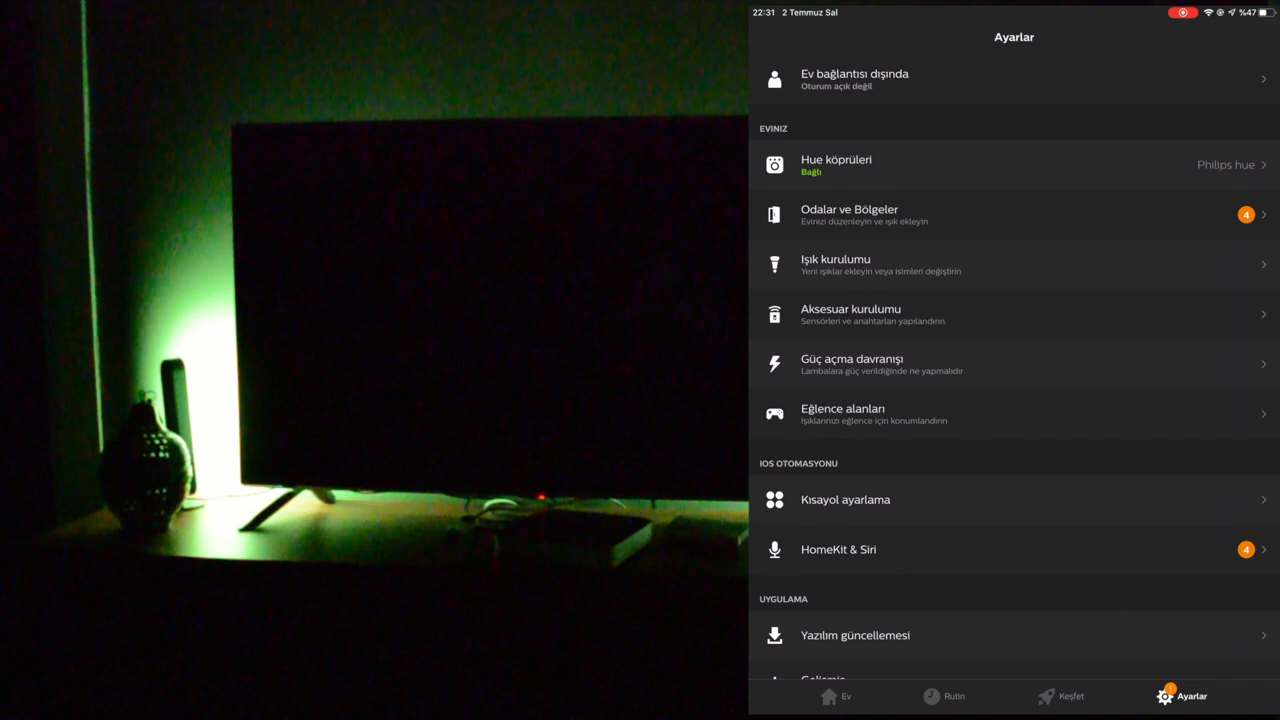 22:31 2 Temmuz Sal
%47
Ayarlar
Ev bağlantısı dışında
Oturum açık değil
EVINIZ
Hue köprüleri
Bağlı
Philips hue
Odalar ve Bölgeler
Evinizi düzenleyin ve ışık ekleyin
4
Işık kurulumu
Yeni ışıklar ekleyin veya isimleri değiştirin
Aksesuar kurulumu
Sensörleri ve anahtarları yapılandırın.
Güç açma davranışı
Lambalara güç verildiğinde ne yapmalıdır
Eğlence alanları
Işıklarınızı eğlence için konumlandırın
IOS OTOMASYONU
Kısayol ayarlama
HomeKit & Siri
4
UYGULAMA
Yazılım güncellemesi
Ev
Rutin
Keşfet
!
Ayarlar